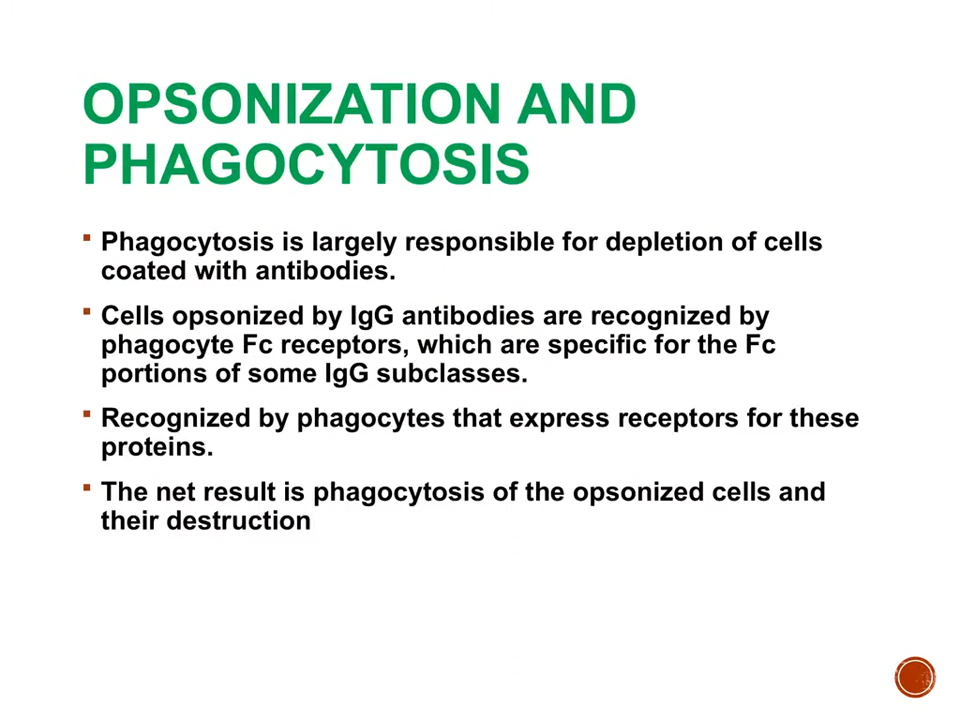 OPSONIZATION AND
PHAGOCYTOSIS
Phagocytosis is largely responsible for depletion of cells
coated with antibodies.
Cells opsonized by IgG antibodies are recognized by
phagocyte Fc receptors, which are specific for the Fc
portions of some IgG subclasses.
Recognized by phagocytes that express receptors for these
proteins.
The net result is phagocytosis of the opsonized cells and
their destruction